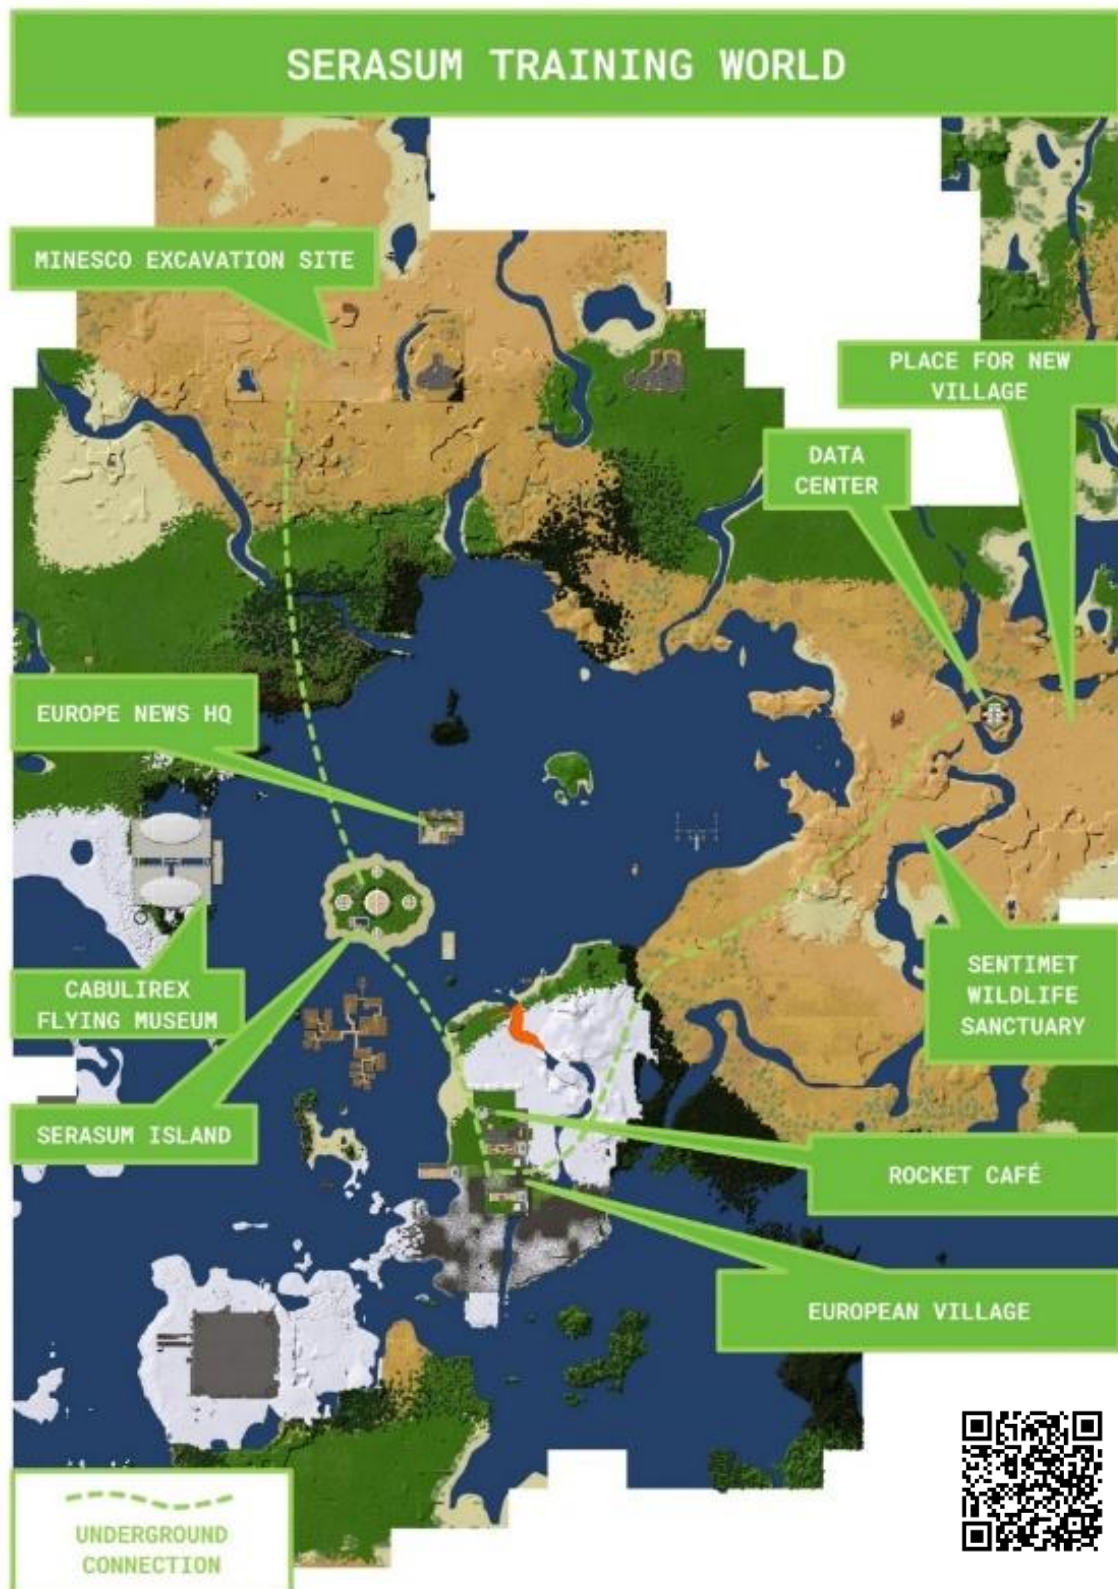 SERASUM TRAINING WORLD
MINESCO EXCAVATION SITE
PLACE FOR NEW
VILLAGE
DATA
CENTER
EUROPE NEWS HQ
CABULIREX
FLYING MUSEUM
SENTIMET
WILDLIFE
SANCTUARY
SERASUM ISLAND
ROCKET CAFÉ
EUROPEAN VILLAGE
UNDERGROUND
CONNECTION